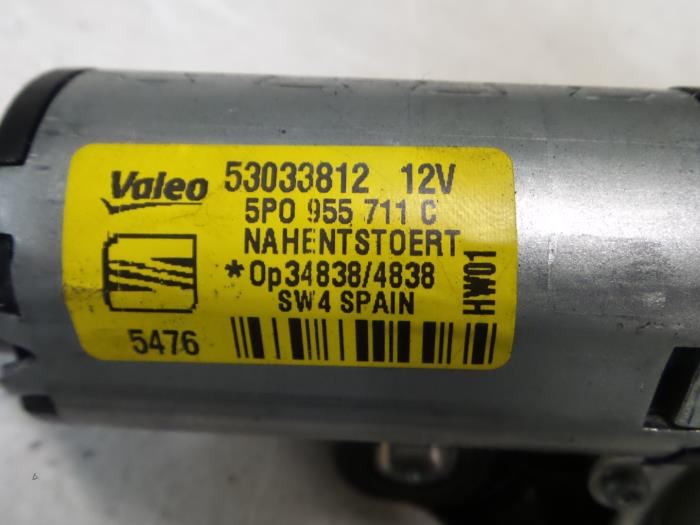 Valeo 53033812 12V
5P0 955 711 C
NAHENTSTOERT
*Op34838/4838
SW4 SPAIN
HW01
5476